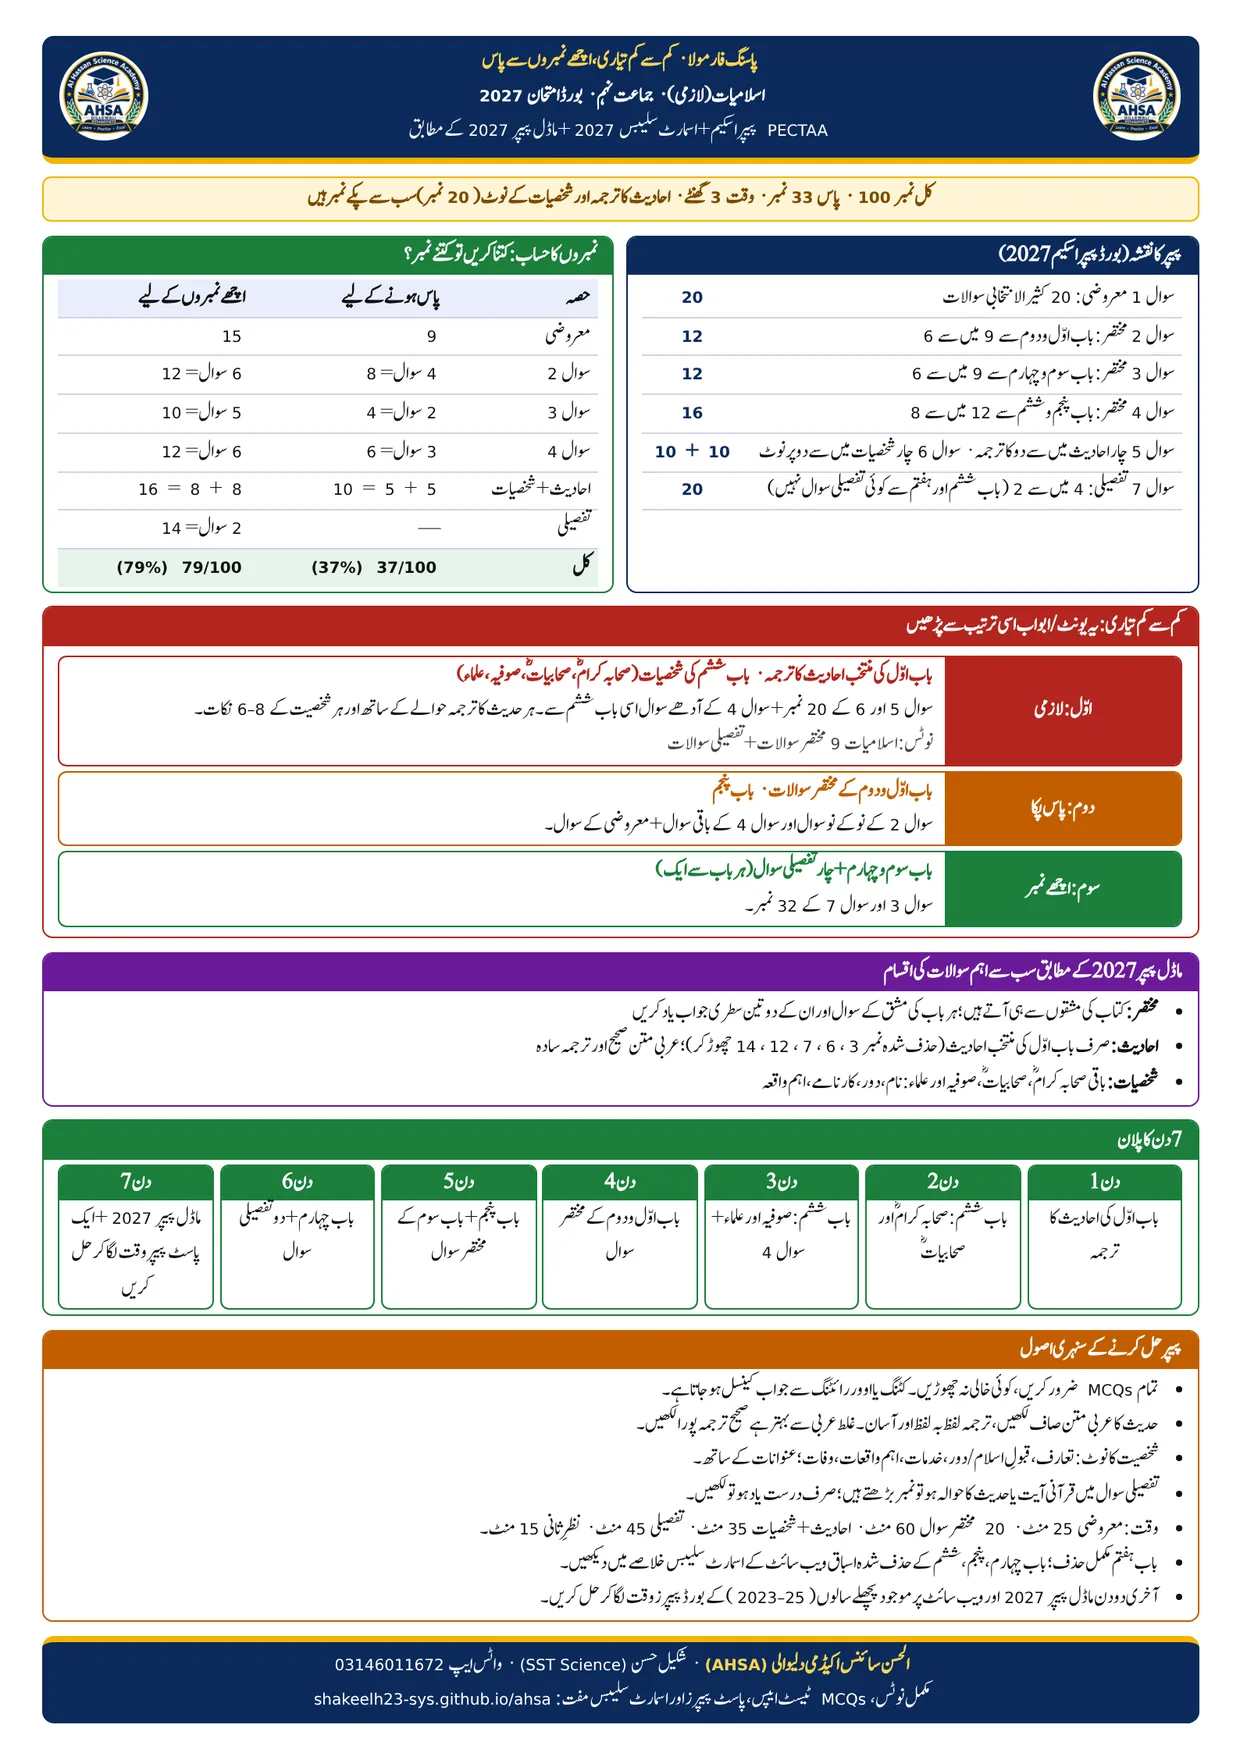 پاسنگ فارمولا · کم سے کم تیاری، اچھے نمبروں سے پاس
اسلامیات (لازمی) · جماعت نہم · بورڈ امتحان 2027
PECTAA پیپر اسکیم + اسمارٹ سلیبس 2027 + ماڈل پیپر 2027 کے مطابق
کل نمبر 100 · پاس 33 نمبر · وقت 3 گھنٹے · احادیث کا ترجمہ اور شخصیات کے نوٹ (20 نمبر) سب سے پکے نمبر ہیں
پیپر کا نقشہ (بورڈ پیپر اسکیم 2027)
سوال 1 معروضی: 20 کثیر الانتخابی سوالات 20
سوال 2 مختصر: باب اوّل و دوم سے 9 میں سے 6 12
سوال 3 مختصر: باب سوم و چہارم سے 9 میں سے 6 12
سوال 4 مختصر: باب پنجم و ششم سے 12 میں سے 8 16
سوال 5 چار احادیث میں سے دو کا ترجمہ · سوال 6 چار شخصیات میں سے دو پر نوٹ 10 + 10
سوال 7 تفصیلی: 4 میں سے 2 (باب ششم اور ہفتم سے کوئی تفصیلی سوال نہیں) 20
نمبروں کا حساب: کتنا کریں تو کتنے نمبر؟
حصہ پاس ہونے کے لیے اچھے نمبروں کے لیے
معروضی 9 15
سوال 2 4 سوال = 8 6 سوال = 12
سوال 3 2 سوال = 4 5 سوال = 10
سوال 4 3 سوال = 6 6 سوال = 12
احادیث + شخصیات 5 + 5 = 10 8 + 8 = 16
تفصیلی — 2 سوال = 14
کل 37/100 (37%) 79/100 (79%)
کم سے کم تیاری: یہ یونٹ/ابواب اسی ترتیب سے پڑھیں
اوّل: لازمی
باب اوّل کی منتخب احادیث کا ترجمہ · باب ششم کی شخصیات (صحابہ کرامؓ، صحابیاتؓ، صوفیہ، علماء)
سوال 5 اور 6 کے 20 نمبر + سوال 4 کے آدھے سوال اسی باب ششم سے۔ ہر حدیث کا ترجمہ حوالے کے ساتھ اور ہر شخصیت کے 8–6 نکات۔
نوٹس: اسلامیات 9 مختصر سوالات + تفصیلی سوالات
دوم: پاس پکا
باب اوّل و دوم کے مختصر سوالات · باب پنجم
سوال 2 کے نو کے نو سوال اور سوال 4 کے باقی سوال + معروضی کے سوال۔
سوم: اچھے نمبر
باب سوم و چہارم + چار تفصیلی سوال (ہر باب سے ایک)
سوال 3 اور سوال 7 کے 32 نمبر۔
ماڈل پیپر 2027 کے مطابق سب سے اہم سوالات کی اقسام
• مختصر: کتاب کی مشقوں سے ہی آتے ہیں؛ ہر باب کی مشق کے سوال اور ان کے دو تین سطری جواب یاد کریں
• احادیث: صرف باب اوّل کی منتخب احادیث (حذف شدہ نمبر 3، 6، 7، 12، 14 چھوڑ کر)؛ عربی متن صحیح اور ترجمہ سادہ
• شخصیات: باقی صحابہ کرامؓ، صحابیاتؓ، صوفیہ اور علماء: نام، دور، کارنامے، اہم واقعہ
7 دن کا پلان
دن 1
باب اوّل کی احادیث کا
ترجمہ
دن 2
باب ششم: صحابہ کرامؓ اور
صحابیاتؓ
دن 3
باب ششم: صوفیہ اور علماء +
سوال 4
دن 4
باب اوّل و دوم کے مختصر
سوال
دن 5
باب پنجم + باب سوم کے
مختصر سوال
دن 6
باب چہارم + دو تفصیلی
سوال
دن 7
ماڈل پیپر 2027 + ایک
پاسٹ پیپر وقت لگا کر حل
کریں
پیپر حل کرنے کے سنہری اصول
• تمام MCQs ضرور کریں، کوئی خالی نہ چھوڑیں۔ کٹنگ یا اوور رائٹنگ سے جواب کینسل ہو جاتا ہے۔
• حدیث کا عربی متن صاف لکھیں، ترجمہ لفظ بہ لفظ اور آسان۔ غلط عربی سے بہتر ہے صحیح ترجمہ پورا لکھیں۔
• شخصیت کا نوٹ: تعارف، قبولِ اسلام/دور، خدمات، اہم واقعات، وفات؛ عنوانات کے ساتھ۔
• تفصیلی سوال میں قرآنی آیت یا حدیث کا حوالہ ہو تو نمبر بڑھتے ہیں؛ صرف درست یاد ہو تو لکھیں۔
• وقت: معروضی 25 منٹ · 20 مختصر سوال 60 منٹ · احادیث + شخصیات 35 منٹ · تفصیلی 45 منٹ · نظرِ ثانی 15 منٹ۔
• باب ہفتم مکمل حذف؛ باب چہارم، پنجم، ششم کے حذف شدہ اسباق ویب سائٹ کے اسمارٹ سلیبس خلاصے میں دیکھیں۔
• آخری دو دن ماڈل پیپر 2027 اور ویب سائٹ پر موجود پچھلے سالوں (2023–25) کے بورڈ پیپرز وقت لگا کر حل کریں۔
الحسن سائنس اکیڈمی دلیوالی (AHSA) · شکیل حسن (SST Science) · واٹس ایپ 03146011672
مکمل نوٹس، MCQs ٹیسٹ ایپس، پاسٹ پیپرز اور اسمارٹ سلیبس مفت: shakeelh23-sys.github.io/ahsa